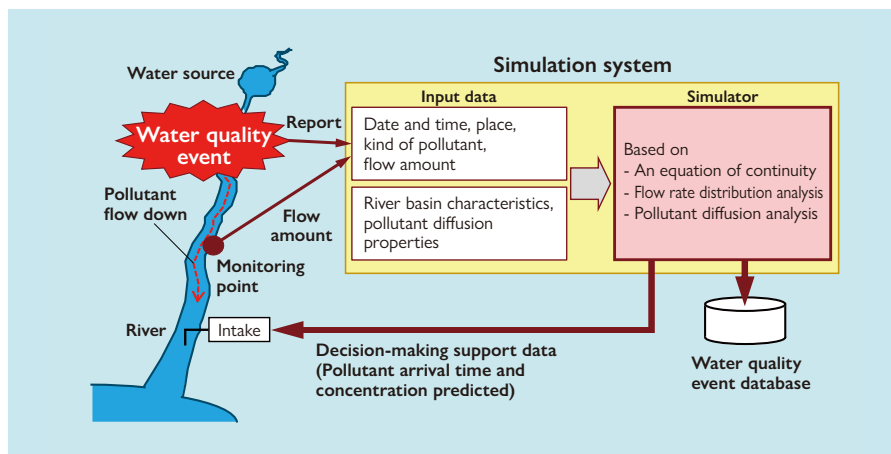 Simulation system
Water source
Input data
Simulator
Report
Water quality
event
Date and time, place,
kind of pollutant,
flow amount
River basin characteristics,
pollutant diffusion
properties
Based on
- An equation of continuity
- Flow rate distribution analysis
- Pollutant diffusion analysis
Pollutant
flow down
Flow
amount
Monitoring
point
River
Intake
Decision-making support data
(Pollutant arrival time and
concentration predicted)
Water quality
event database